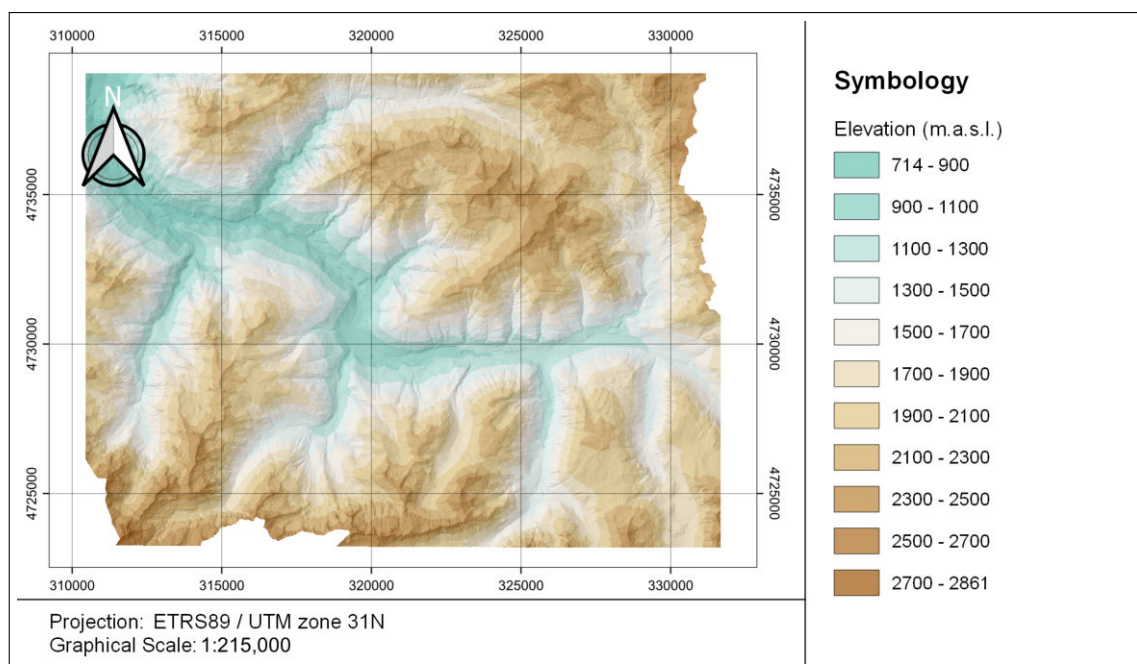 310000 315000 320000 325000 330000
N
4735000 4735000
4730000 4730000
4725000 4725000
310000 315000 320000 325000 330000
Projection: ETRS89 / UTM zone 31N
Graphical Scale: 1:215,000
Symbology
Elevation (m.a.s.l.)
714 - 900
900 - 1100
1100 - 1300
1300 - 1500
1500 - 1700
1700 - 1900
1900 - 2100
2100 - 2300
2300 - 2500
2500 - 2700
2700 - 2861